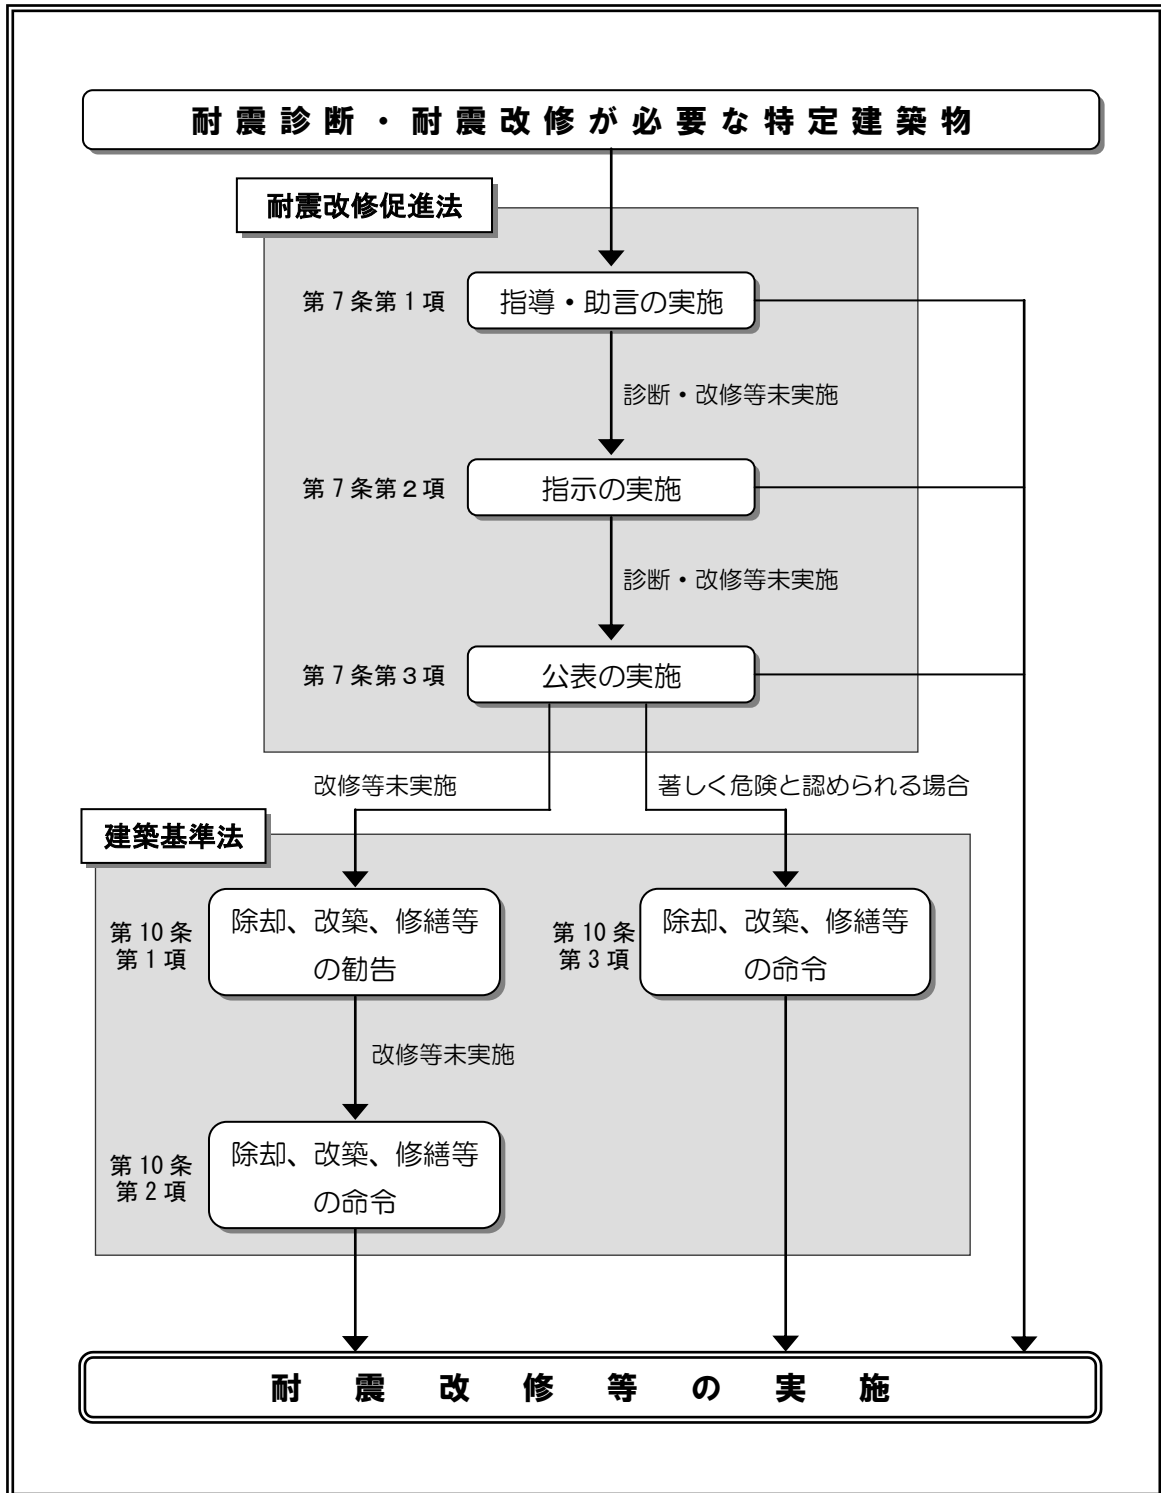 耐震診断・耐震改修が必要な特定建築物
耐震改修促進法
第7条第1項
指導・助言の実施
診断・改修等未実施
第7条第２項
指示の実施
診断・改修等未実施
第7条第３項
公表の実施
改修等未実施
著しく危険と認められる場合
建築基準法
第10条
第1項
除却、改築、修繕等
の勧告
第10条
第3項
除却、改築、修繕等
の命令
改修等未実施
第10条
第2項
除却、改築、修繕等
の命令
耐震改修等の実施